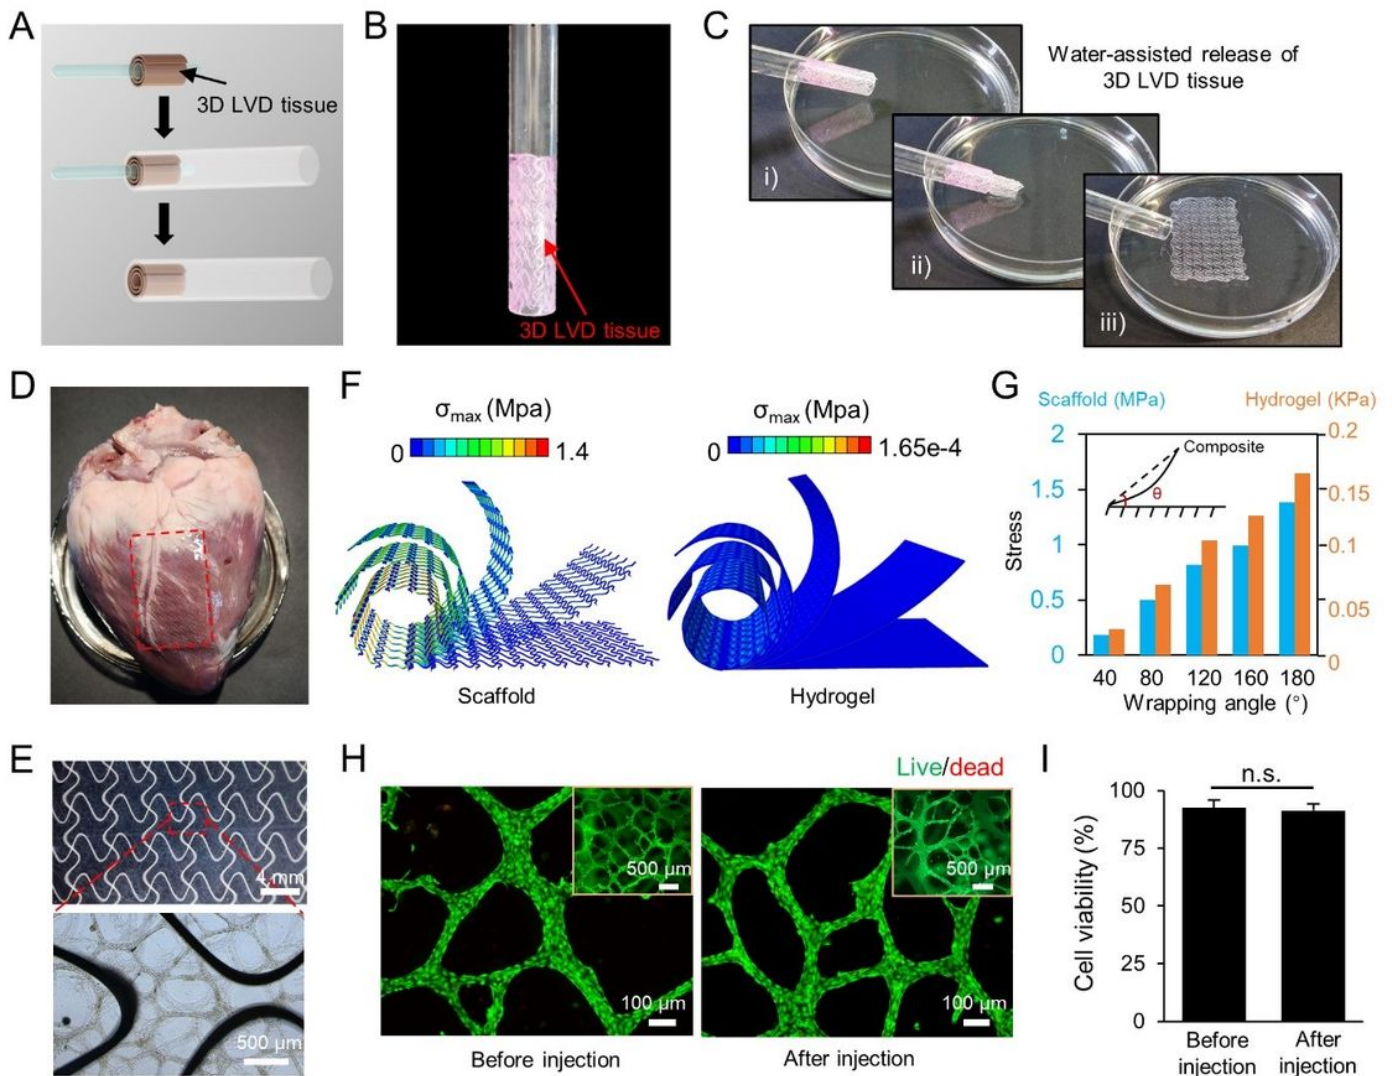 A
3D LVD tissue
B
3D LVD tissue
C
Water-assisted release of
3D LVD tissue
i)
ii)
iii)
D
F
σmax (Mpa)
0
1.4
Scaffold
σmax (Mpa)
0
1.65e-4
Hydrogel
G
Scaffold (MPa)
Hydrogel (KPa)
Stress
2
1.5
1
0.5
0
0.2
0.15
0.1
0.05
0
Composite
θ
40
80
120
160
180
Wrapping angle (°)
E
4 mm
500 µm
H
Live/dead
500 µm
100 µm
Before injection
500 µm
100 µm
After injection
I
n.s.
Cell viability (%)
100
75
50
25
0
Before
injection
After
injection